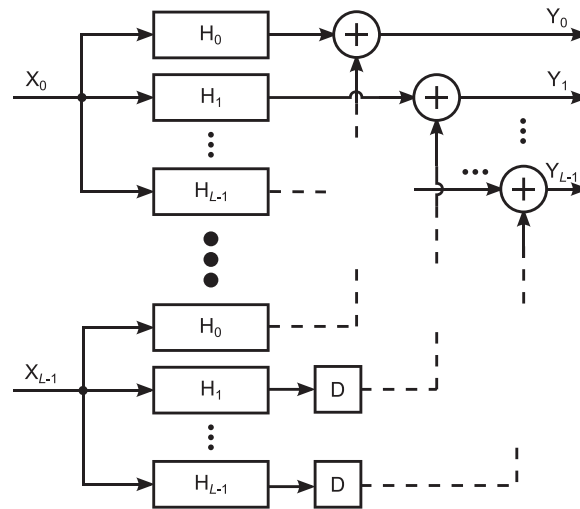 H₀ Y₀
X₀ H₁ Y₁
H_{L-1} Y_{L-1}
H₀
X_{L-1} H₁ D
H_{L-1} D